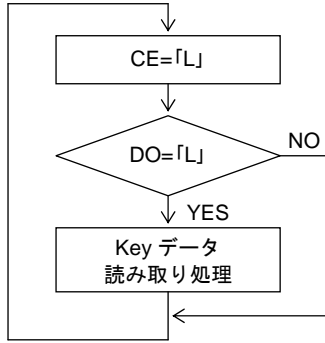 CE=「L」
DO=「L」
NO
YES
Key データ
読み取り処理